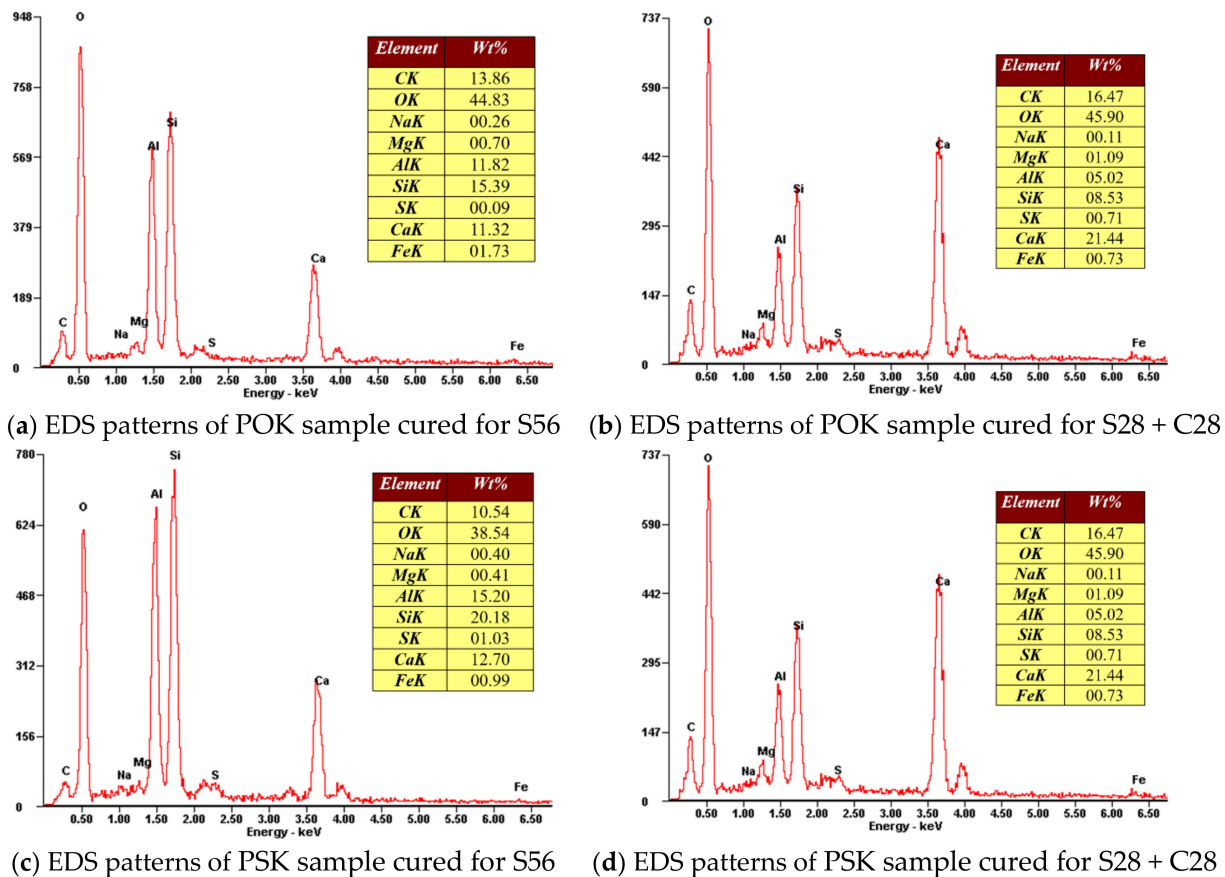 948
758
569
379
189
0
O
Al
Si
C
Na
Mg
S
Ca
Fe
0.50 1.00 1.50 2.00 2.50 3.00 3.50 4.00 4.50 5.00 5.50 6.00 6.50
Energy - keV
Element Wt%
CK 13.86
OK 44.83
NaK 00.26
MgK 00.70
AlK 11.82
SiK 15.39
SK 00.09
CaK 11.32
FeK 01.73
(a) EDS patterns of POK sample cured for S56
737
590
442
295
147
0
O
Ca
Si
Al
C
Mg
Na
S
Fe
0.50 1.00 1.50 2.00 2.50 3.00 3.50 4.00 4.50 5.00 5.50 6.00 6.50
Energy - keV
Element Wt%
CK 16.47
OK 45.90
NaK 00.11
MgK 01.09
AlK 05.02
SiK 08.53
SK 00.71
CaK 21.44
FeK 00.73
(b) EDS patterns of POK sample cured for S28 + C28
780
624
468
312
156
0
Si
Al
O
C
Na
Mg
S
Ca
Fe
0.50 1.00 1.50 2.00 2.50 3.00 3.50 4.00 4.50 5.00 5.50 6.00 6.50
Energy - keV
Element Wt%
CK 10.54
OK 38.54
NaK 00.40
MgK 00.41
AlK 15.20
SiK 20.18
SK 01.03
CaK 12.70
FeK 00.99
(c) EDS patterns of PSK sample cured for S56
737
590
442
295
147
0
O
Ca
Si
Al
C
Mg
Na
S
Fe
0.50 1.00 1.50 2.00 2.50 3.00 3.50 4.00 4.50 5.00 5.50 6.00 6.50
Energy - keV
Element Wt%
CK 16.47
OK 45.90
NaK 00.11
MgK 01.09
AlK 05.02
SiK 08.53
SK 00.71
CaK 21.44
FeK 00.73
(d) EDS patterns of PSK sample cured for S28 + C28